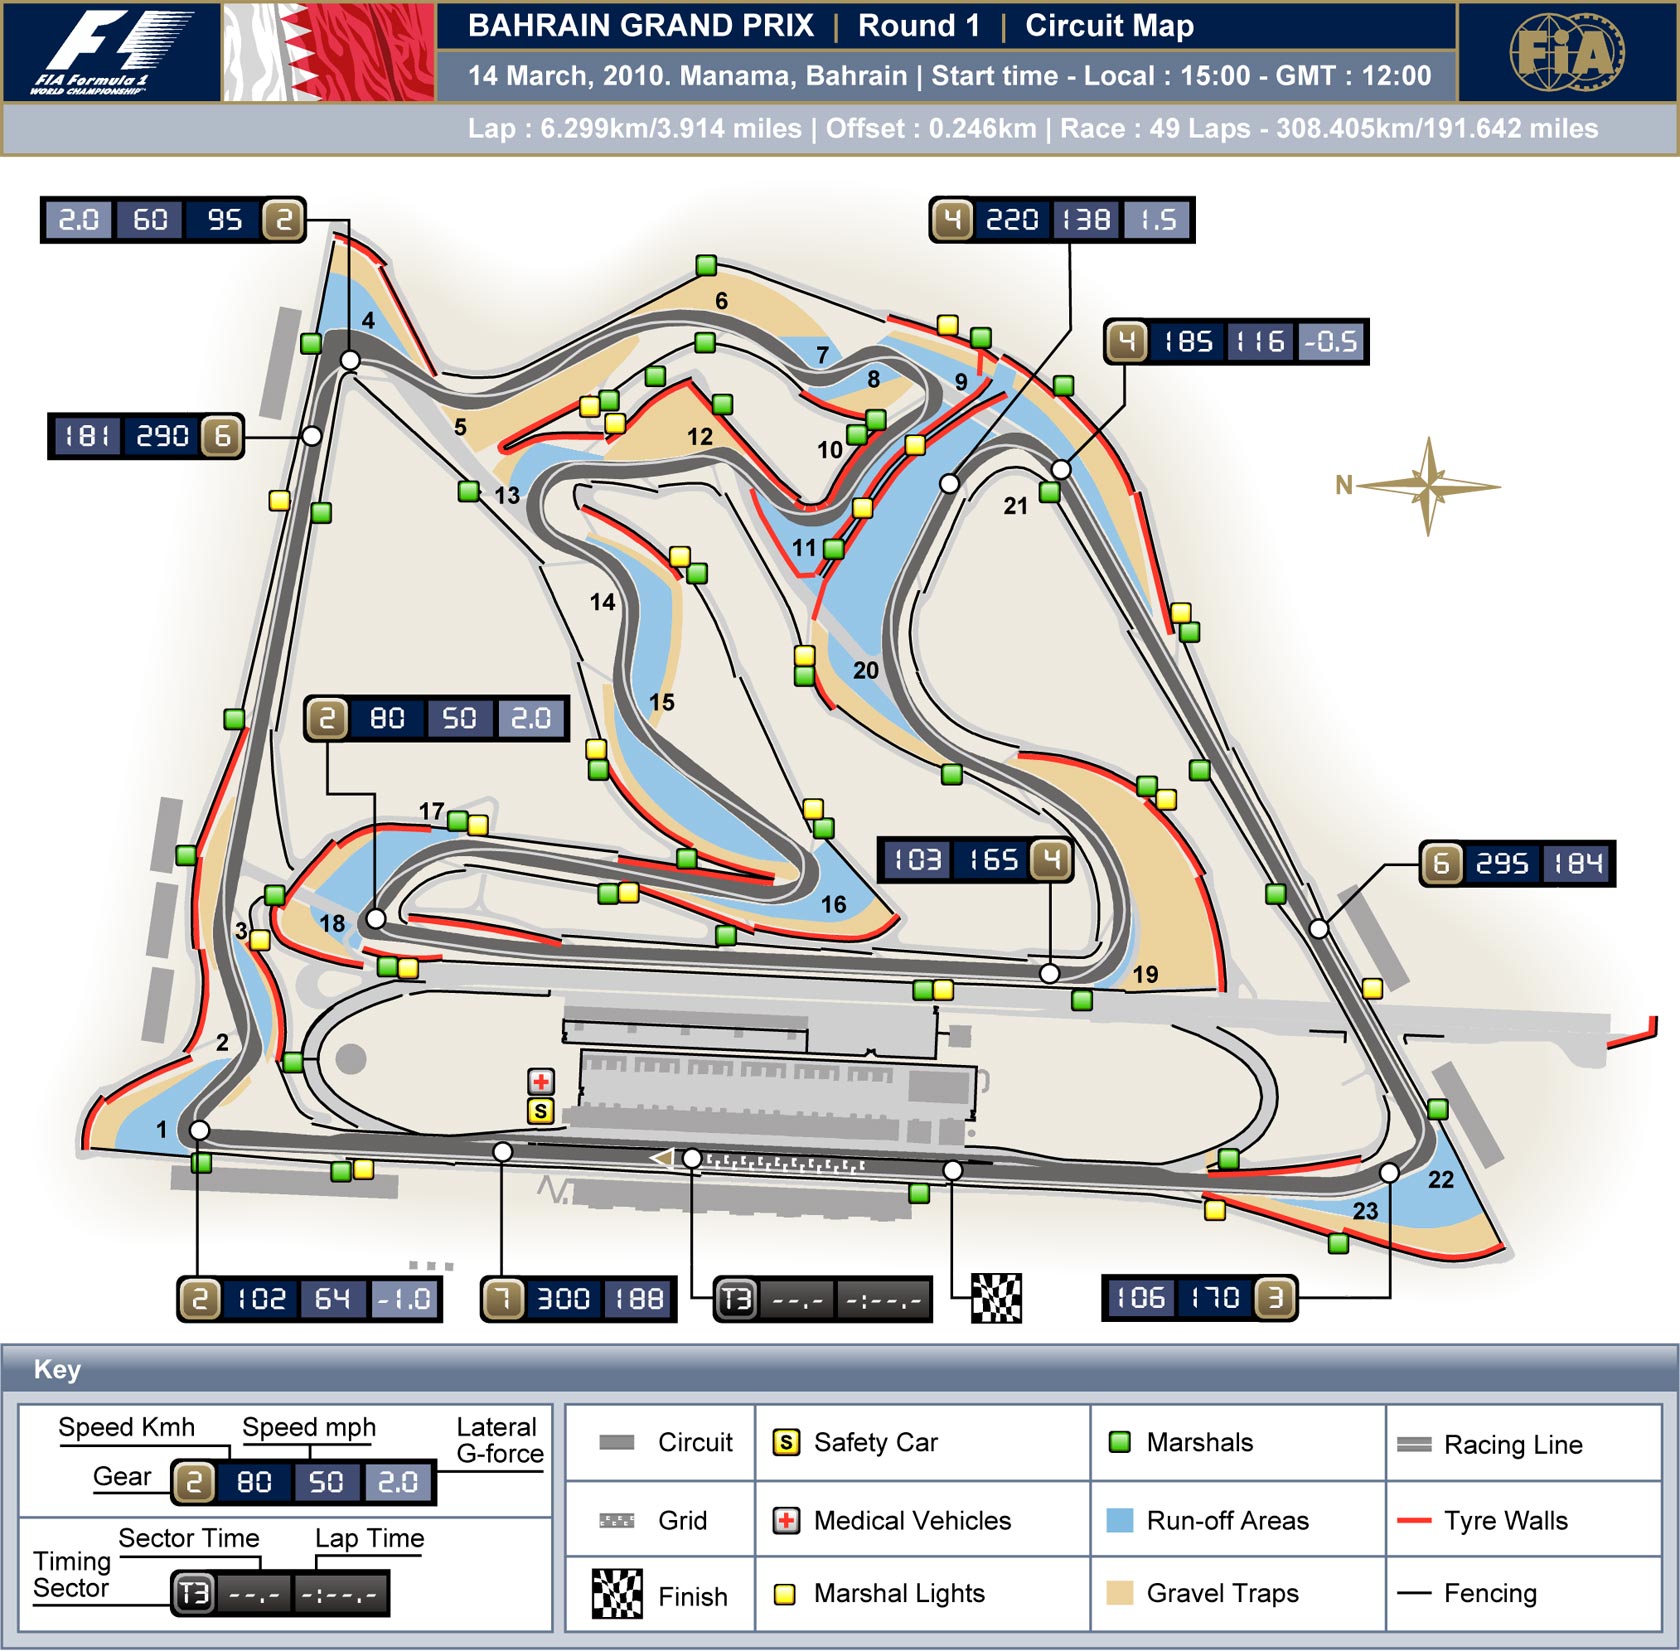 FIA Formula 1
WORLD CHAMPIONSHIP
BAHRAIN GRAND PRIX | Round 1 | Circuit Map
14 March, 2010. Manama, Bahrain | Start time - Local : 15:00 - GMT : 12:00
FiA
Lap : 6.299km/3.914 miles | Offset : 0.246km | Race : 49 Laps - 308.405km/191.642 miles
2.0 60 95 2
4 220 138 1.5
4 185 116 -0.5
181 290 6
4
6
7
8
9
5
12
10
13
21
11
N
14
20
15
2 80 50 2.0
17
103 165 4
6 295 184
16
18
3
19
2
S
1
22
23
2 102 64 -1.0
7 300 188
T3 --.- -:--.-
106 170 3
Key
Speed Kmh
Speed mph
Lateral
G-force
Gear
2 80 50 2.0
Sector Time
Lap Time
Timing
Sector
T3 --.- -:--.-
Circuit
S Safety Car
Marshals
Racing Line
Grid
Medical Vehicles
Run-off Areas
Tyre Walls
Finish
Marshal Lights
Gravel Traps
Fencing